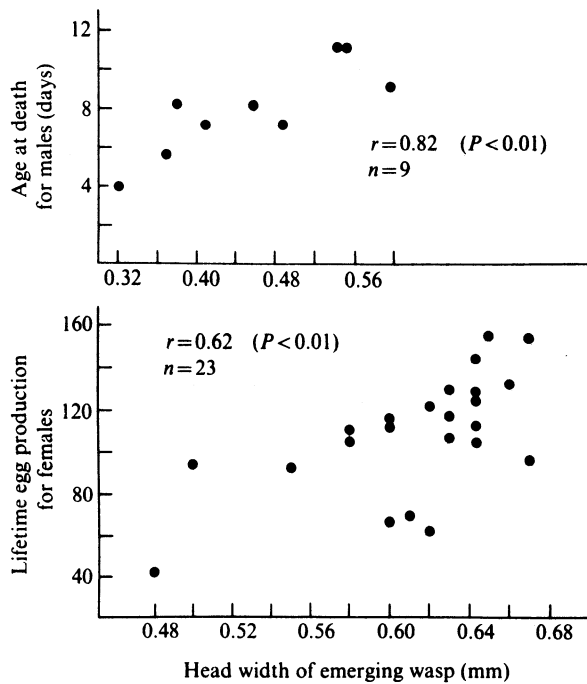 Age at death
for males (days)
12
8
4
r=0.82 (P<0.01)
n=9
0.32 0.40 0.48 0.56
Lifetime egg production
for females
160
120
80
40
r=0.62 (P<0.01)
n=23
0.48 0.52 0.56 0.60 0.64 0.68
Head width of emerging wasp (mm)